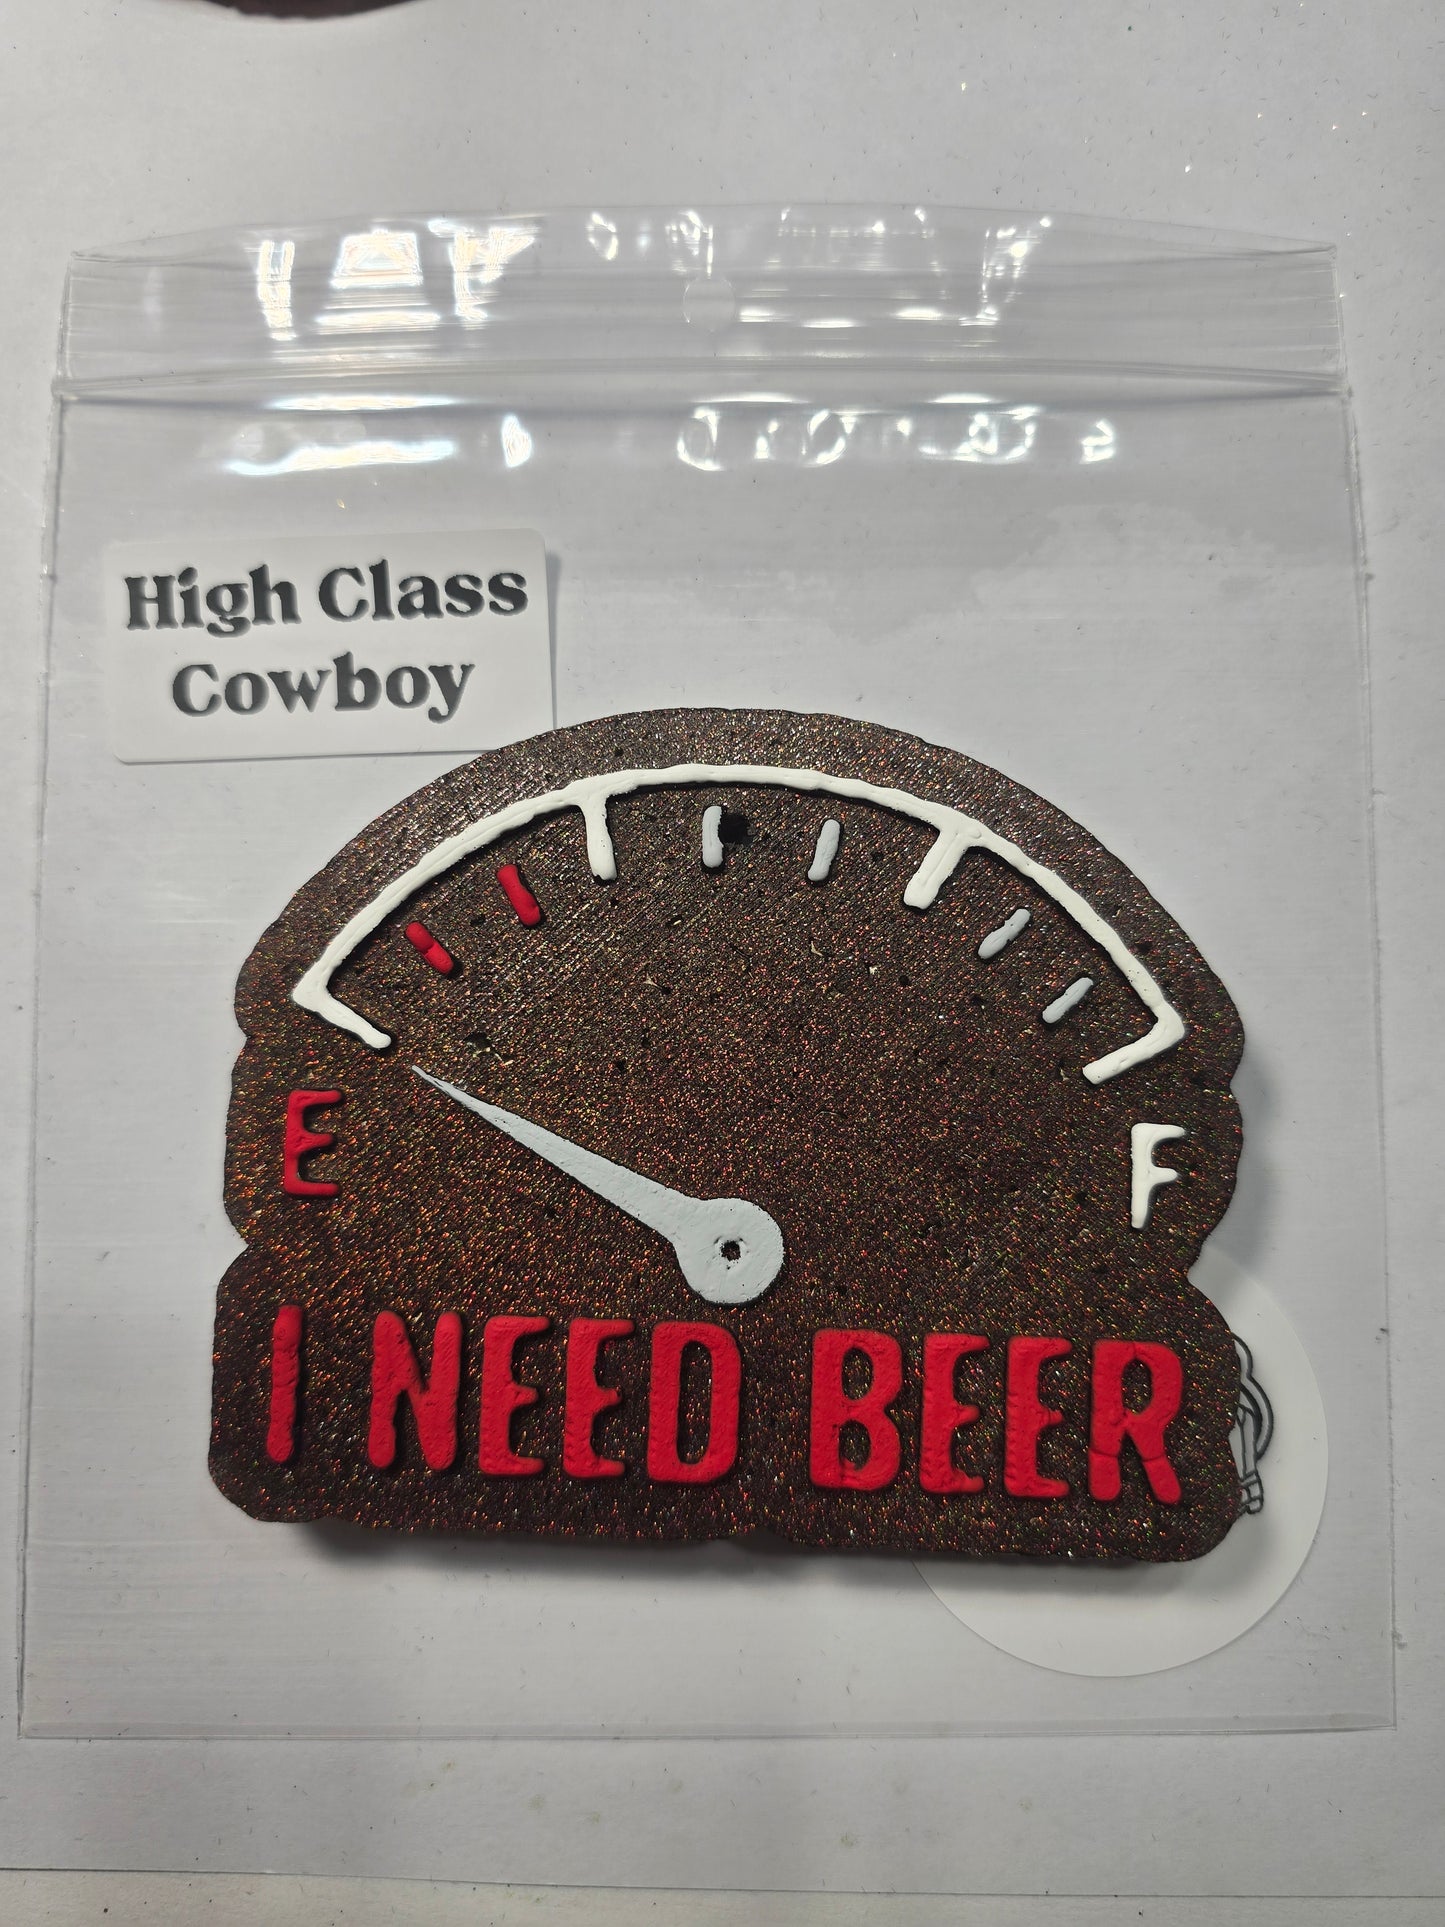 High Class
Cowboy
E
F
I NEED BEER